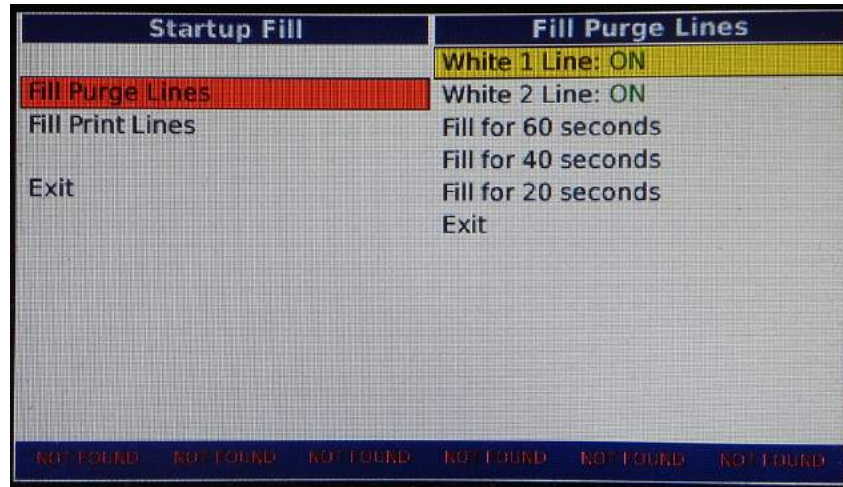 Startup Fill
Fill Purge Lines
Fill Print Lines
Exit
Fill Purge Lines
White 1 Line: ON
White 2 Line: ON
Fill for 60 seconds
Fill for 40 seconds
Fill for 20 seconds
Exit
NOT FOUND NOT FOUND NOT FOUND NOT FOUND NOT FOUND NOT FOUND